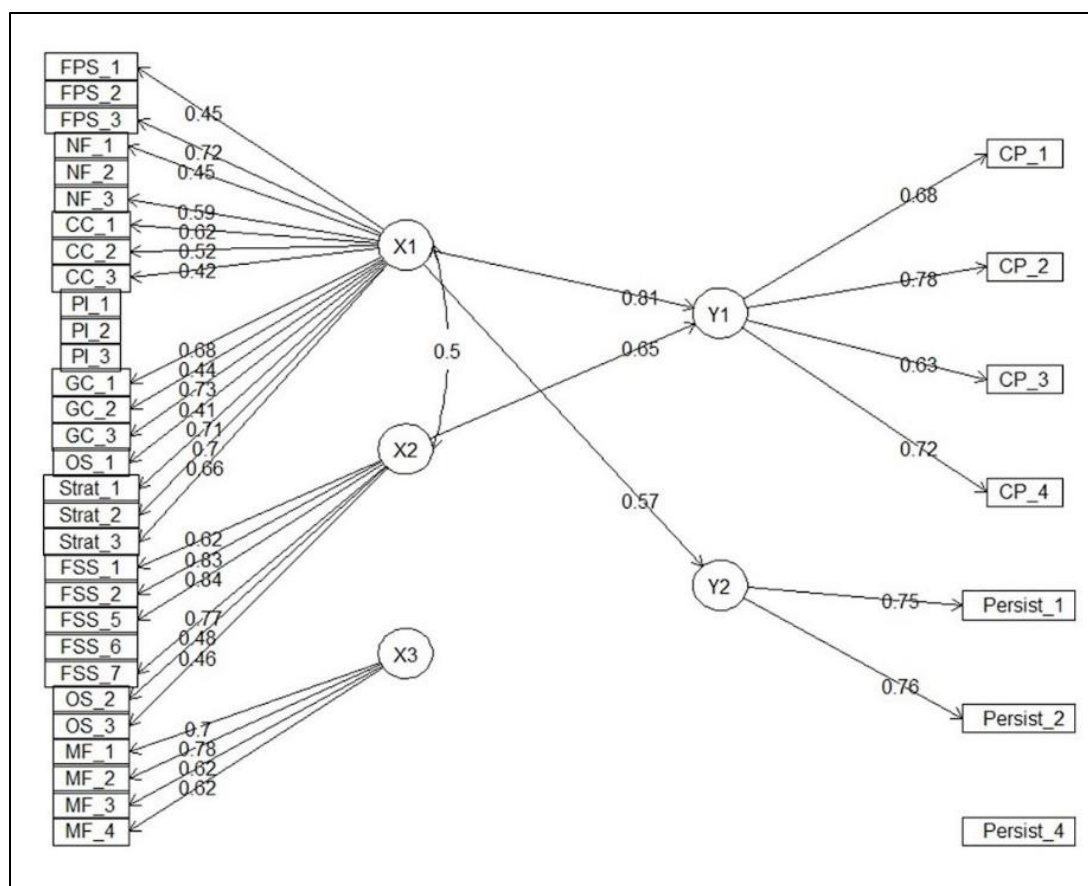 FPS_1
FPS_2
FPS_3
NF_1
NF_2
NF_3
CC_1
CC_2
CC_3
PI_1
PI_2
PI_3
GC_1
GC_2
GC_3
OS_1
Strat_1
Strat_2
Strat_3
FSS_1
FSS_2
FSS_5
FSS_6
FSS_7
OS_2
OS_3
MF_1
MF_2
MF_3
MF_4
0.45
0.72
0.45
0.59
0.62
0.52
0.42
0.68
0.44
0.73
0.41
0.71
0.7
0.66
0.62
0.83
0.84
0.77
0.48
0.46
0.7
0.78
0.62
0.62
X1
X2
X3
0.5
0.81
0.65
0.57
Y1
Y2
0.68
0.78
0.63
0.72
0.75
0.76
CP_1
CP_2
CP_3
CP_4
Persist_1
Persist_2
Persist_4